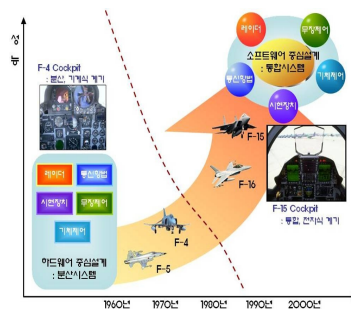 레이더
무장제어
소프트웨어 중심설계
: 통합시스템
통신항법
기체제어
시현장치
F-4 Cockpit
: 분산, 기계식 계기
F-15
F-16
F-15 Cockpit
: 통합, 전자식 계기
레이더
통신항법
시현장치
무장제어
기체제어
하드웨어 중심설계
: 분산시스템
F-4
F-5
1960년
1970년
1980년
1990년
2000년